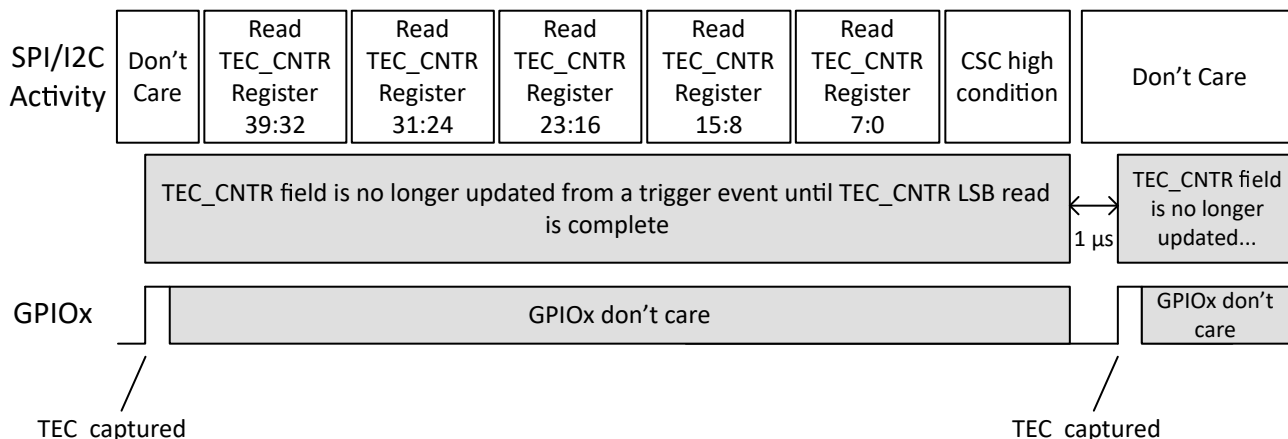 SPI/I2C
Activity
Don't
Care
Read
TEC_CNTR
Register
39:32
Read
TEC_CNTR
Register
31:24
Read
TEC_CNTR
Register
23:16
Read
TEC_CNTR
Register
15:8
Read
TEC_CNTR
Register
7:0
CSC high
condition
Don't Care
TEC_CNTR field is no longer updated from a trigger event until TEC_CNTR LSB read
is complete
1 µs
TEC_CNTR field
is no longer
updated...
GPIOx
GPIOx don't care
GPIOx don't
care
TEC captured
TEC captured